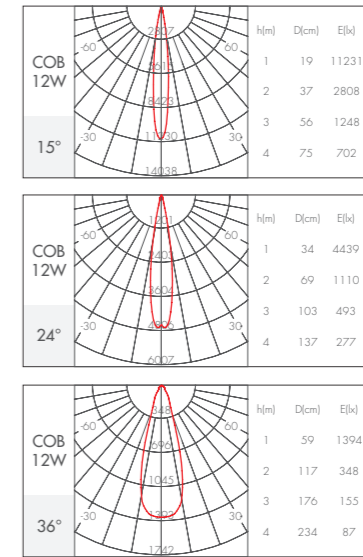 COB
12W
15°
2807
5615
8423
11230
14038
-60
60
-30
30
h(m) D(cm) E(lx)
1 19 11231
2 37 2808
3 56 1248
4 75 702
COB
12W
24°
1201
2403
3604
4806
6007
-60
60
-30
30
h(m) D(cm) E(lx)
1 34 4439
2 69 1110
3 103 493
4 137 277
COB
12W
36°
348
696
1045
1393
1742
-60
60
-30
30
h(m) D(cm) E(lx)
1 59 1394
2 117 348
3 176 155
4 234 87